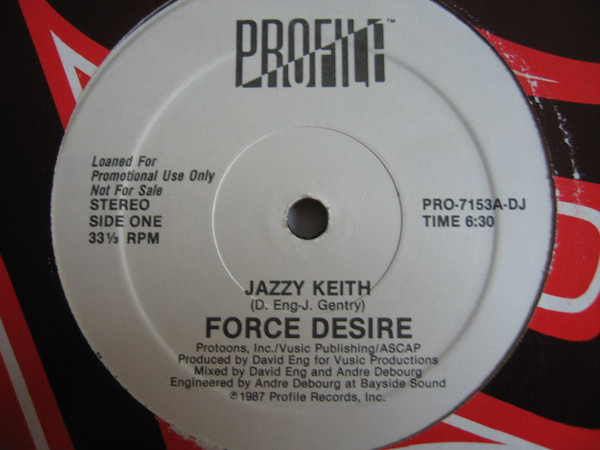 PROFILE™
Loaned For
Promotional Use Only
Not For Sale
STEREO
SIDE ONE
33⅓ RPM
PRO-7153A-DJ
TIME 6:30
JAZZY KEITH
(D. Eng-J. Gentry)
FORCE DESIRE
Protoons, Inc./Vusic Publishing/ASCAP
Produced by David Eng for Vusic Productions
Mixed by David Eng and Andre Debourg
Engineered by Andre Debourg at Bayside Sound
℗1987 Profile Records, Inc.